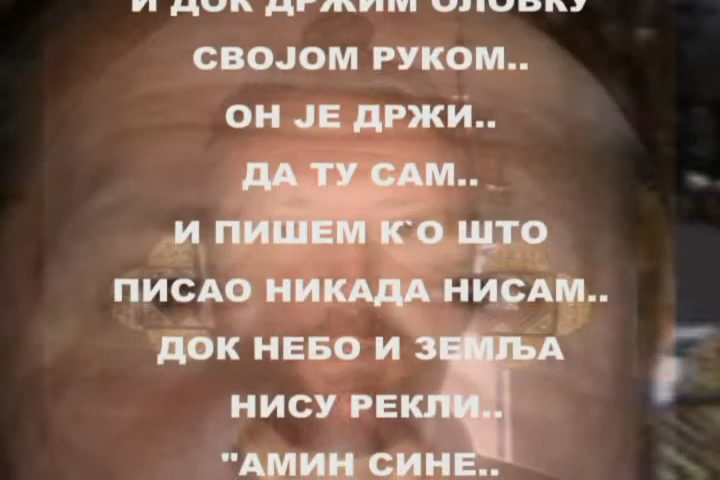 И ДОК ДРЖИМ ОЛОВКУ
СВОЈОМ РУКОМ..
ОН ЈЕ ДРЖИ..
ДА ТУ САМ..
И ПИШЕМ К`О ШТО
ПИСАО НИКАДА НИСАМ..
ДОК НЕБО И ЗЕМЉА
НИСУ РЕКЛИ..
"АМИН СИНЕ..